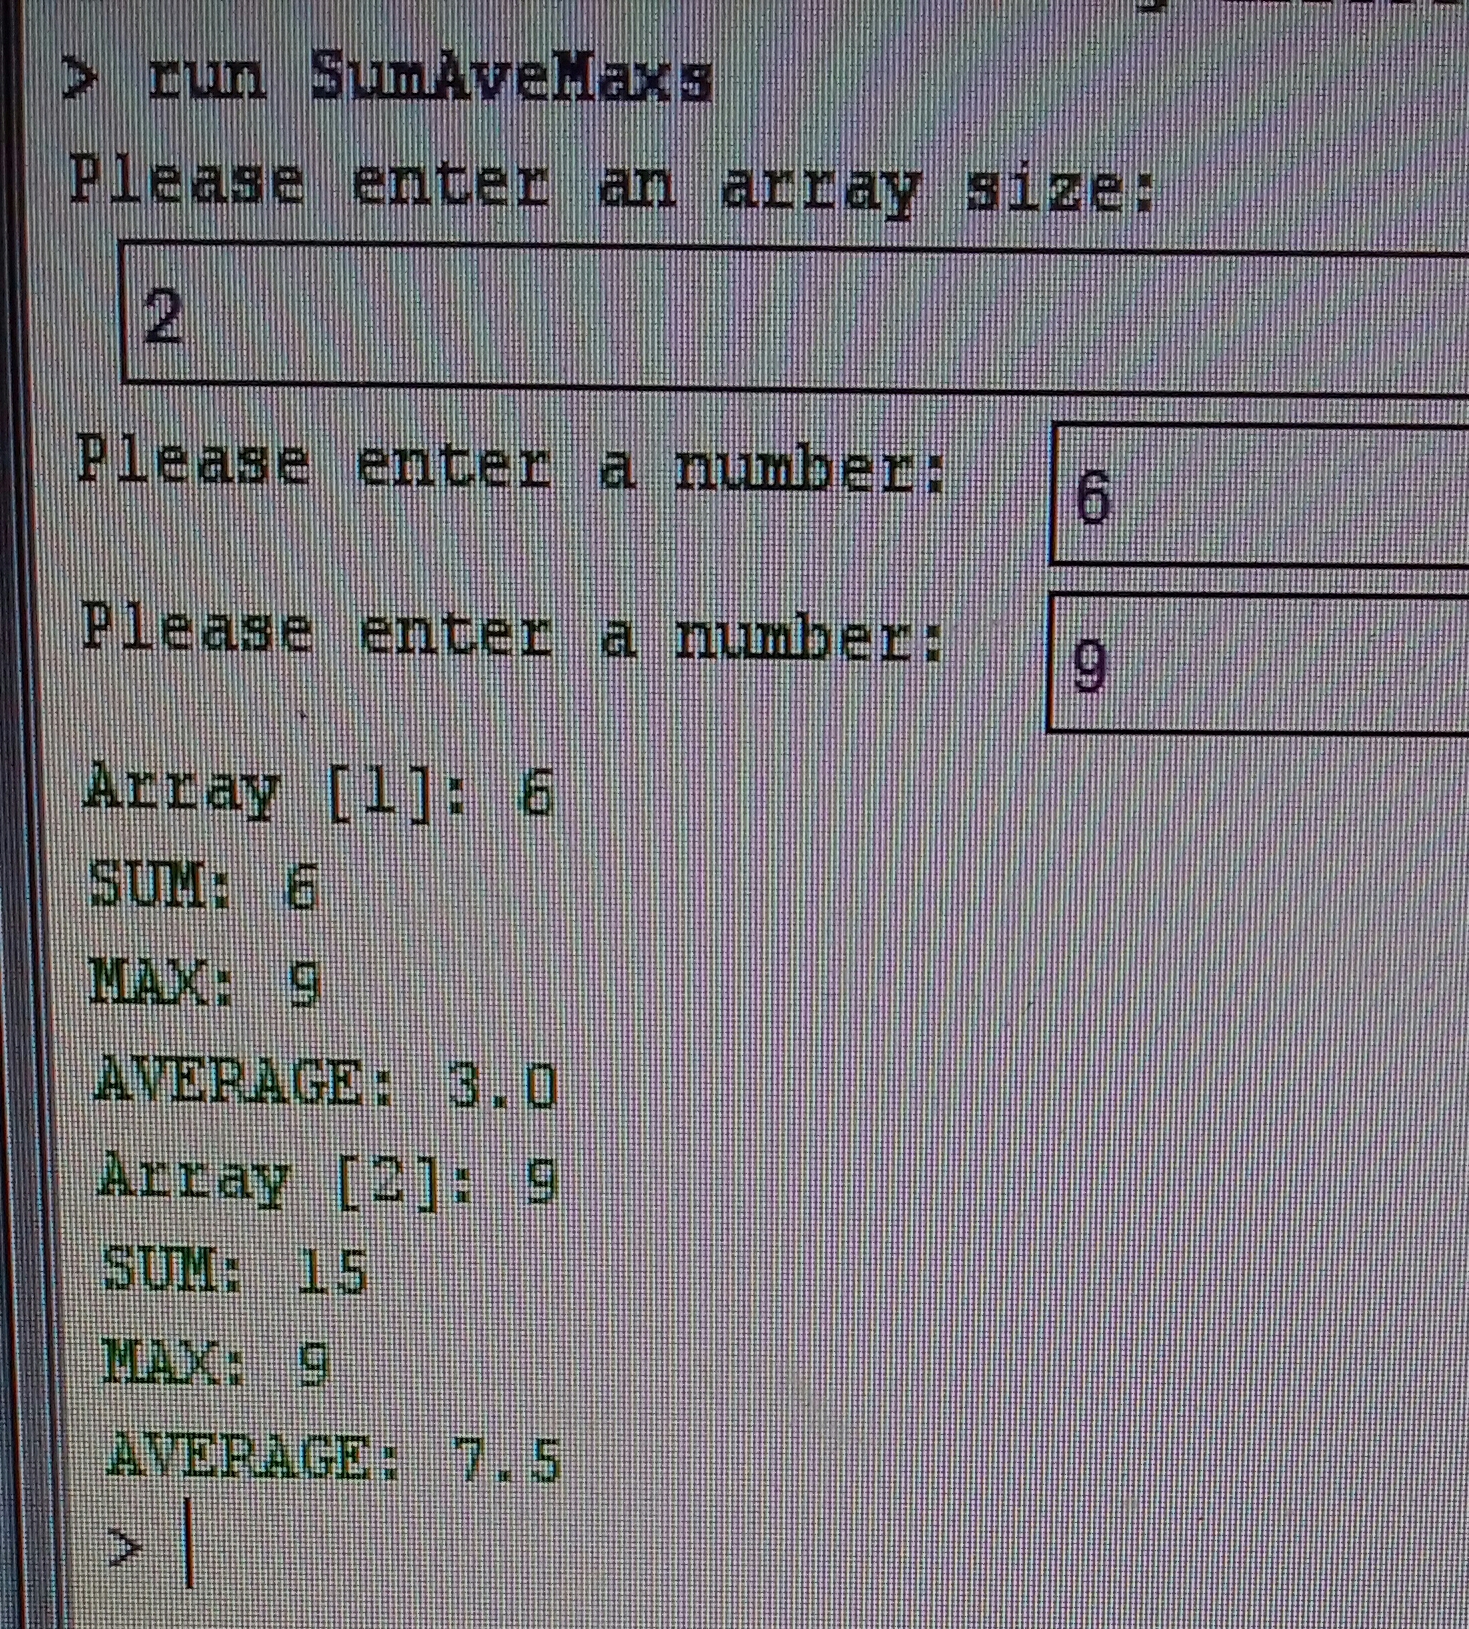 > run SumAveMaxs
Please enter an array size:
2
Please enter a number: 6
Please enter a number: 9
Array [1]: 6
SUM: 6
MAX: 9
AVERAGE: 3.0
Array [2]: 9
SUM: 15
MAX: 9
AVERAGE: 7.5
>